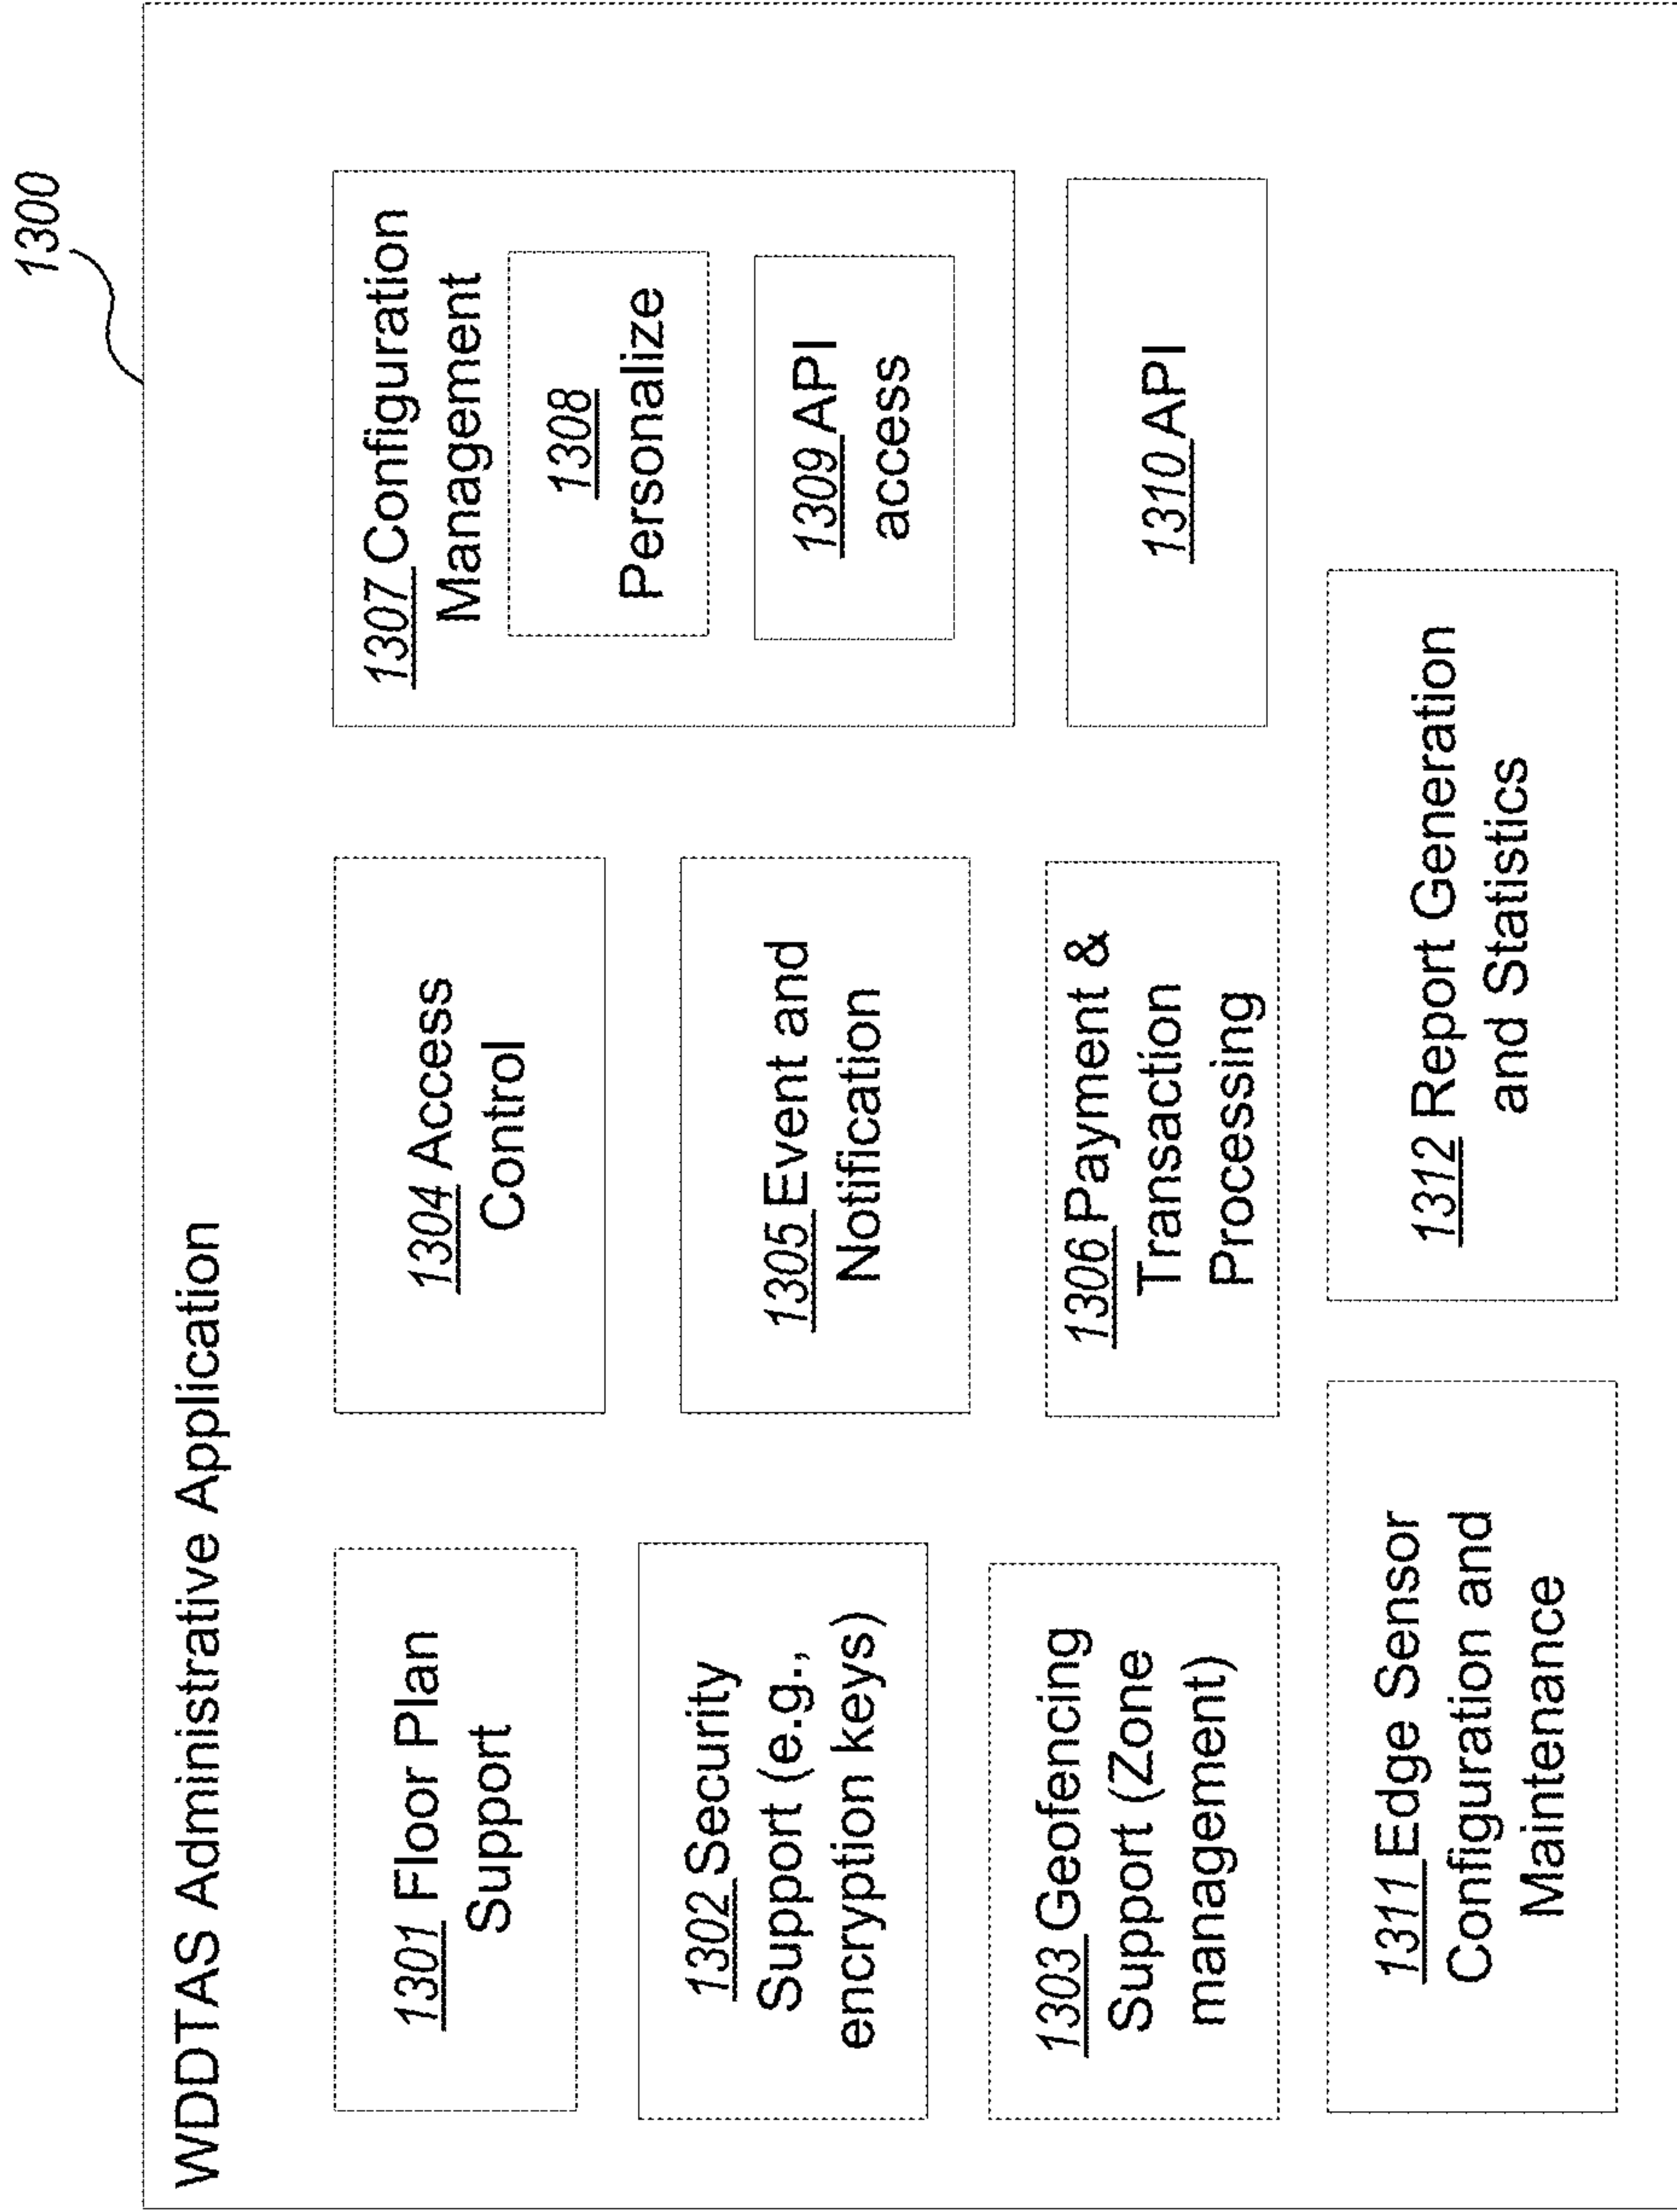 1300
WDDTAS Administrative Application
1301 Floor Plan
Support
1302 Security
Support (e.g.,
encryption keys)
1303 Geofencing
Support (Zone
management)
1304 Access
Control
1305 Event and
Notification
1306 Payment &
Transaction
Processing
1307 Configuration
Management
1308
Personalize
1309 API
access
1310 API
1311 Edge Sensor
Configuration and
Maintenance
1312 Report Generation
and Statistics